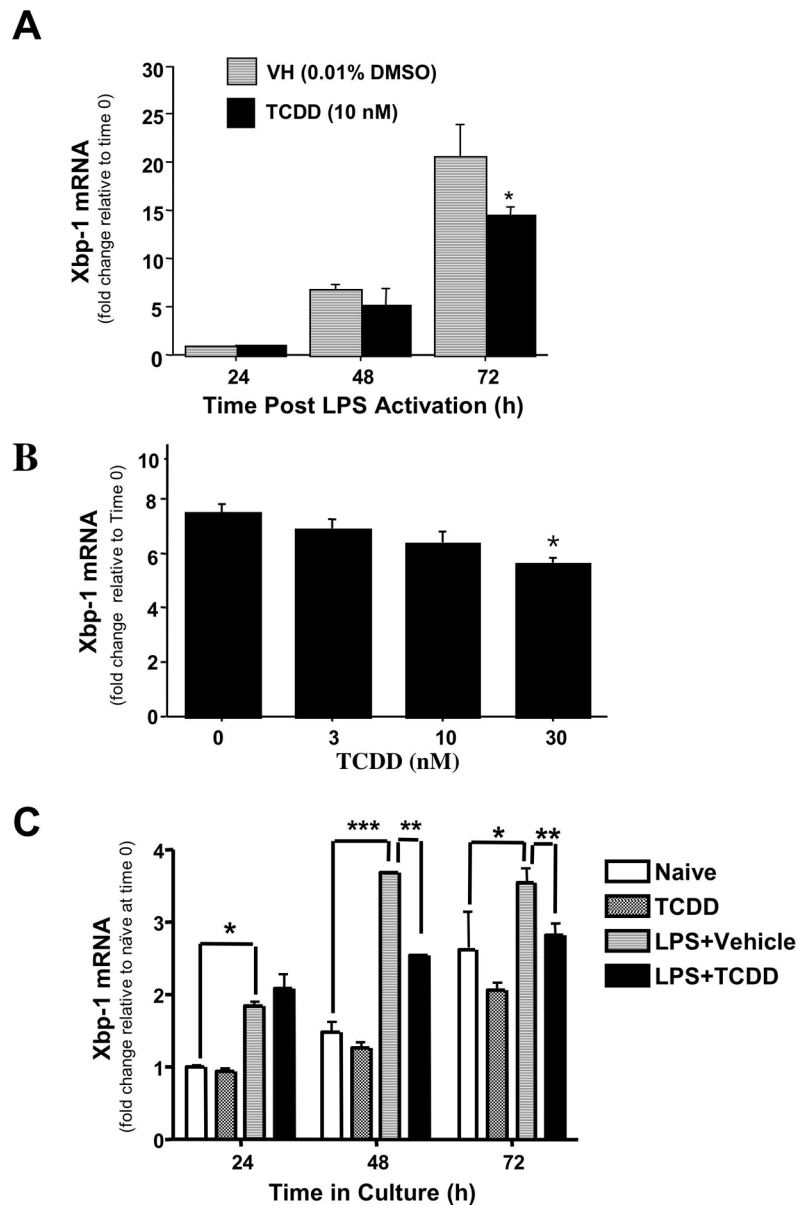 A
Xbp-1 mRNA
(fold change relative to time 0)
30
25
20
15
10
5
0
VH (0.01% DMSO)
TCDD (10 nM)
*
24 48 72
Time Post LPS Activation (h)
B
Xbp-1 mRNA
(fold change relative to Time 0)
10
8
6
4
2
0
*
0 3 10 30
TCDD (nM)
C
Xbp-1 mRNA
(fold change relative to näve at time 0)
4
3
2
1
0
* *** ** * **
Naive
TCDD
LPS+Vehicle
LPS+TCDD
24 48 72
Time in Culture (h)